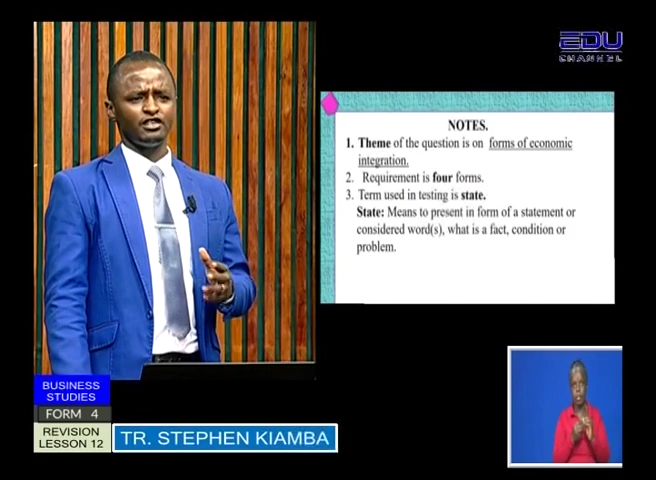 EDU
CHANNEL
NOTES.
1. Theme of the question is on forms of economic
integration.
2. Requirement is four forms.
3. Term used in testing is state.
State: Means to present in form of a statement or
considered word(s), what is a fact, condition or
problem.
BUSINESS
STUDIES
FORM 4
REVISION
LESSON 12
TR. STEPHEN KIAMBA